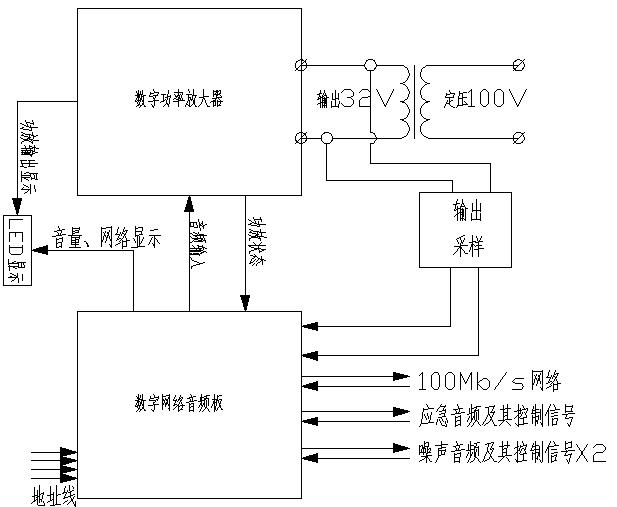 数字功率放大器
输出32V
定压100V
功放输出显示
输出
采样
LED显示
音量、网络显示
音频输入
功放状态
数字网络音频板
100Mb/s网络
应急音频及其控制信号
噪声音频及其控制信号X2
地址线